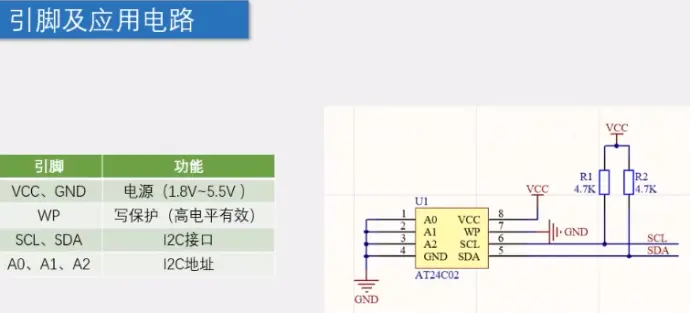 引脚及应用电路
引脚 功能
VCC、GND 电源（1.8V~5.5V ）
WP 写保护（高电平有效）
SCL、SDA I2C接口
A0、A1、A2 I2C地址
VCC
R1 R2
4.7K 4.7K
U1 VCC
1 A0 VCC 8
2 A1 WP 7 GND
3 A2 SCL 6 SCL
4 GND SDA 5 SDA
AT24C02
GND